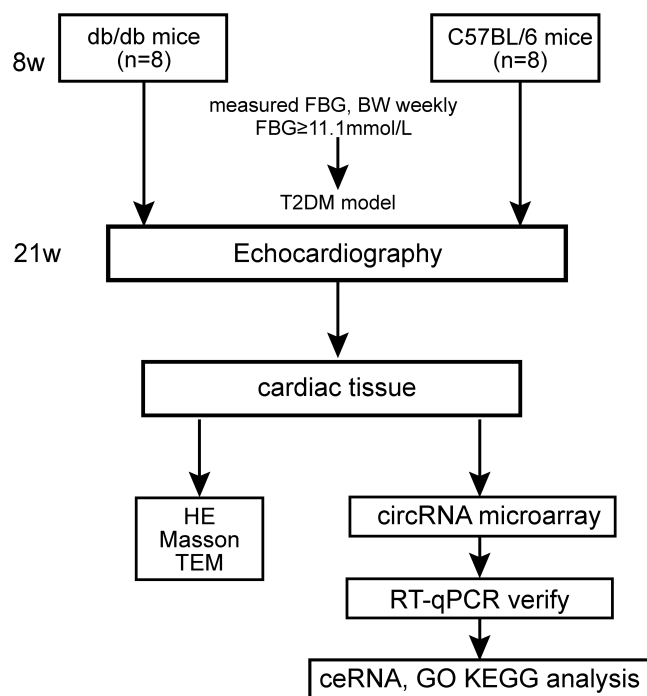 8w
db/db mice
(n=8)
C57BL/6 mice
(n=8)
measured FBG, BW weekly
FBG≥11.1mmol/L
T2DM model
21w
Echocardiography
cardiac tissue
HE
Masson
TEM
circRNA microarray
RT-qPCR verify
ceRNA, GO KEGG analysis